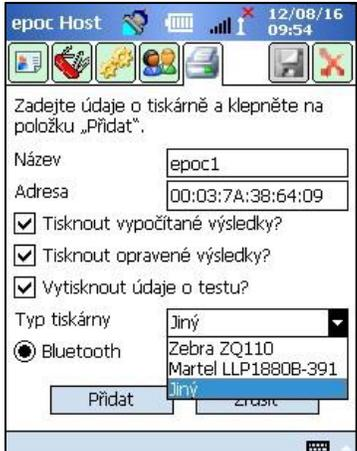 epoc Host
12/08/16
09:54
Zadejte údaje o tiskárně a klepněte na
položku „Přidat“.
Název
epoc1
Adresa
00:03:7A:38:64:09
Tisknout vypočítané výsledky?
Tisknout opravené výsledky?
Vytisknout údaje o testu?
Typ tiskárny
Jiný
Bluetooth
Zebra ZQ110
Martel LLP1880B-391
Jiný
Přidat
Zrušit